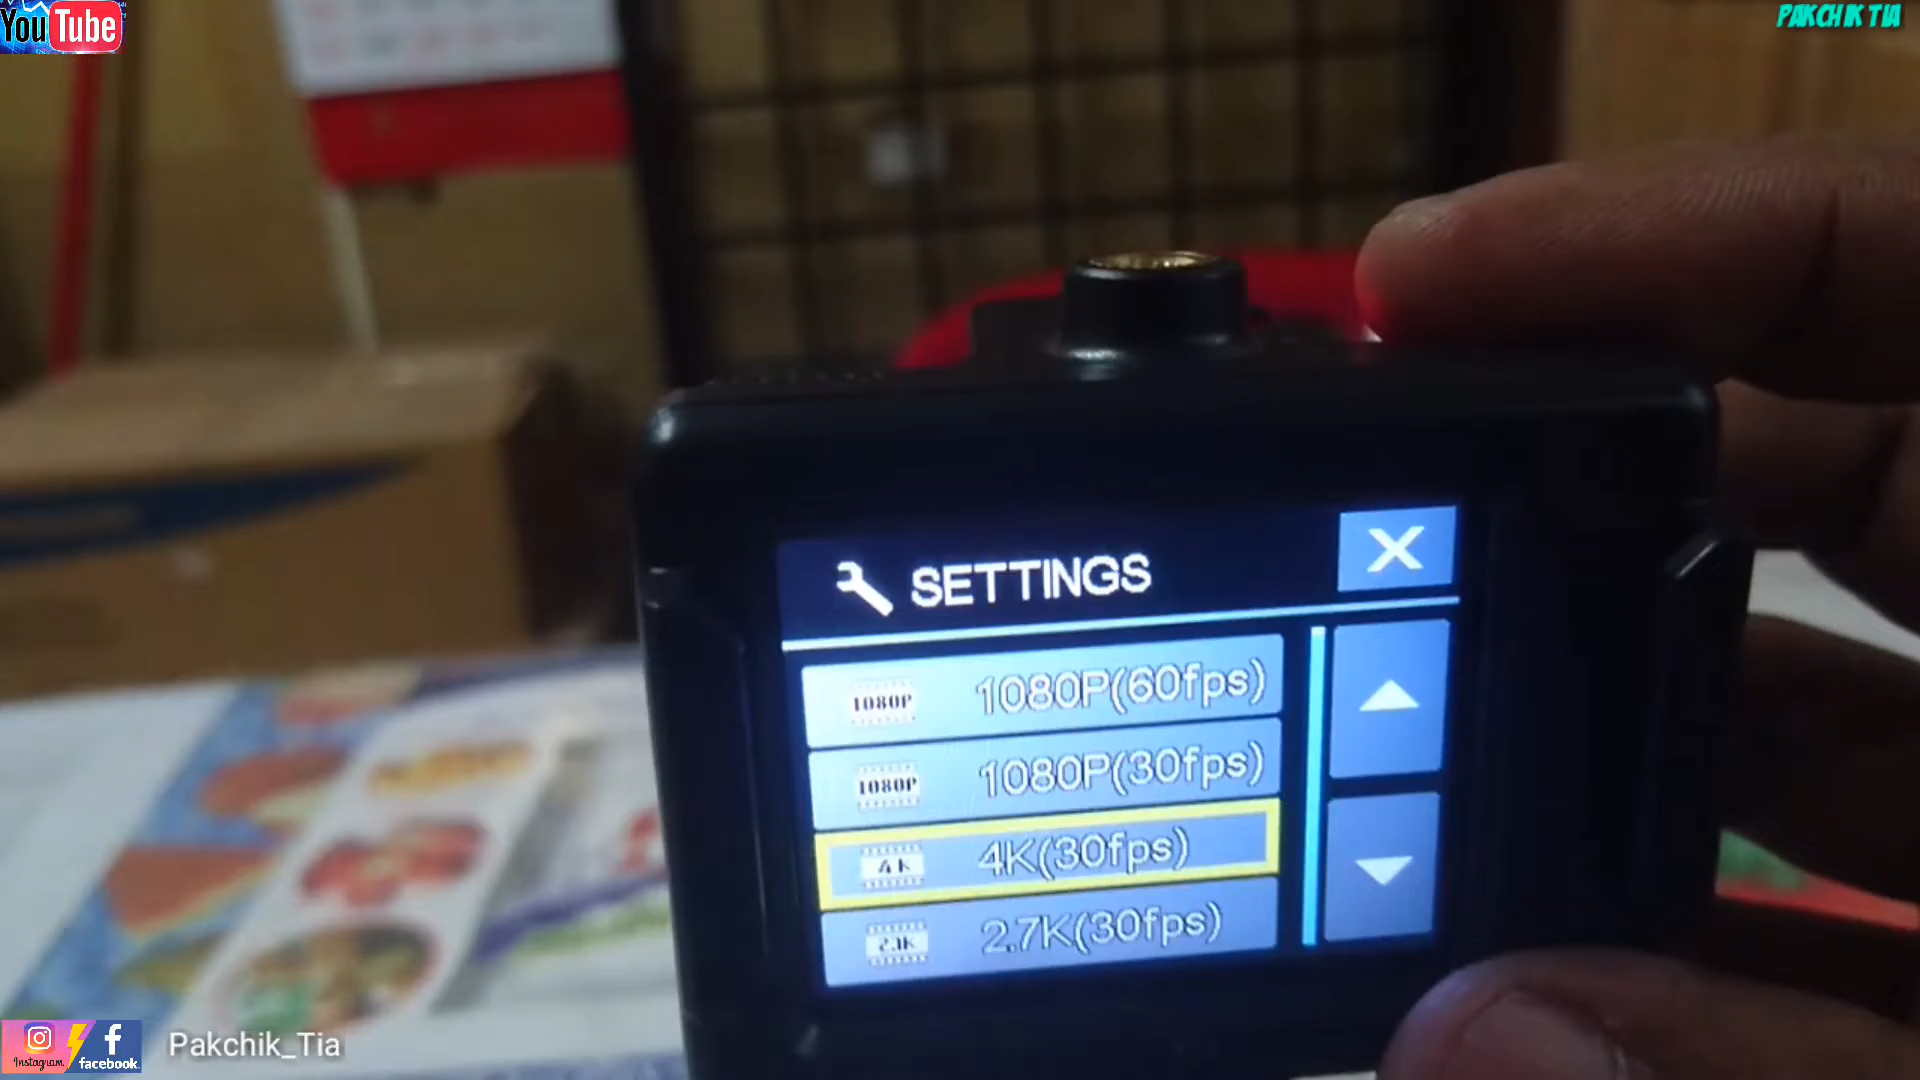 YouTube
PAKCHIK TIA
SETTINGS
X
1080P 1080P(60fps)
1080P 1080P(30fps)
4K 4K(30fps)
2.7K 2.7K(30fps)
Instagram
facebook
Pakchik_Tia